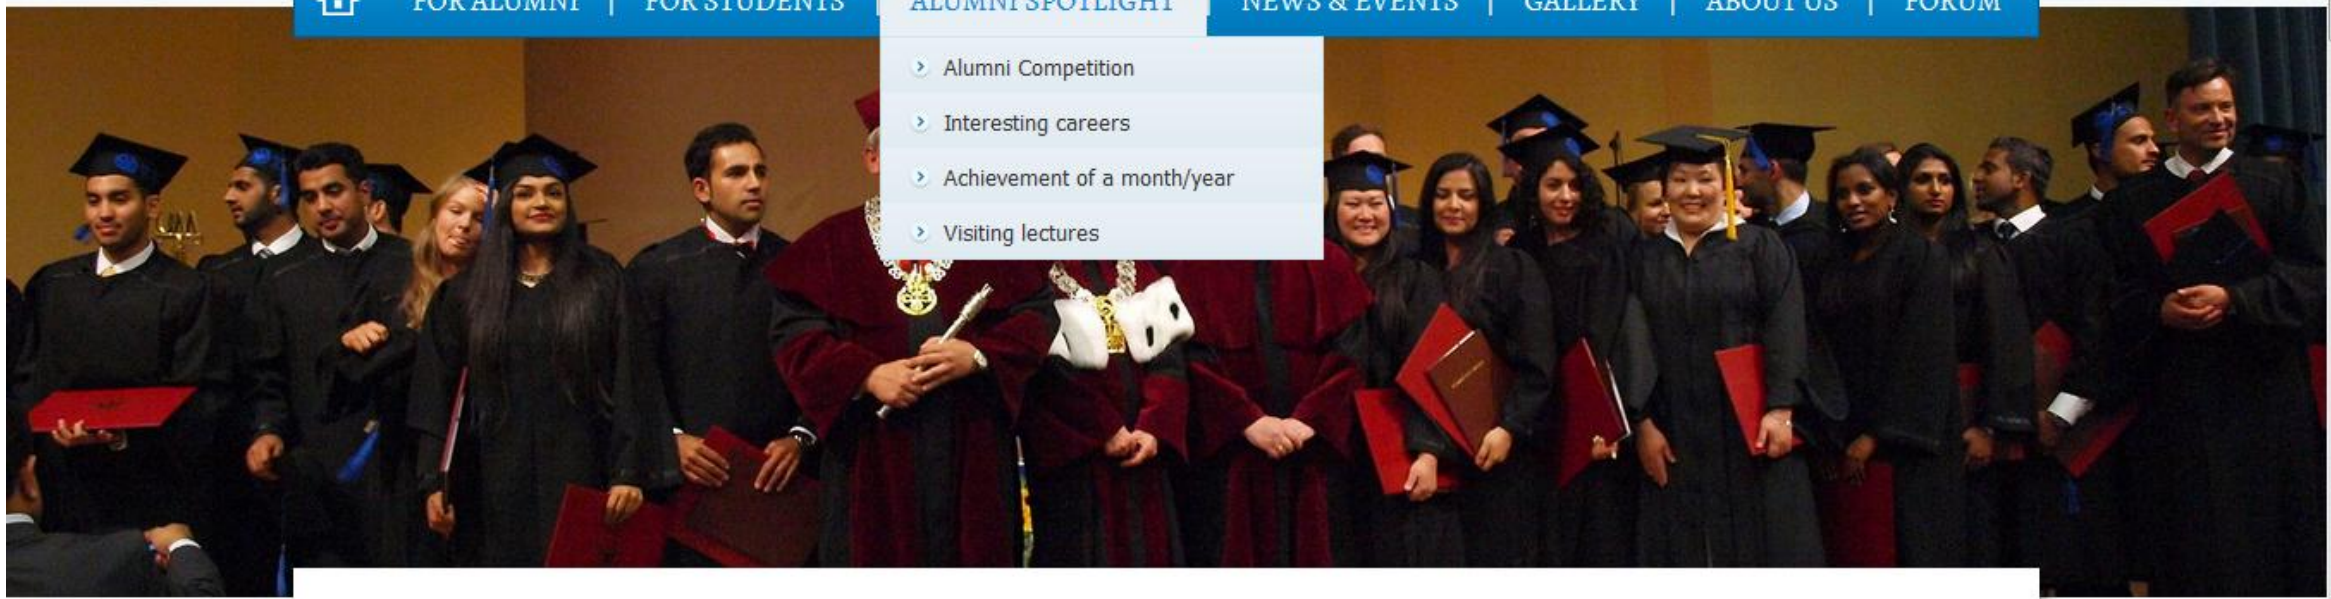 FOR ALUMNI | FOR STUDENTS | ALUMNI SPOTLIGHT | NEWS & EVENTS | GALLERY | ABOUT US | FORUM
Alumni Competition
Interesting careers
Achievement of a month/year
Visiting lectures